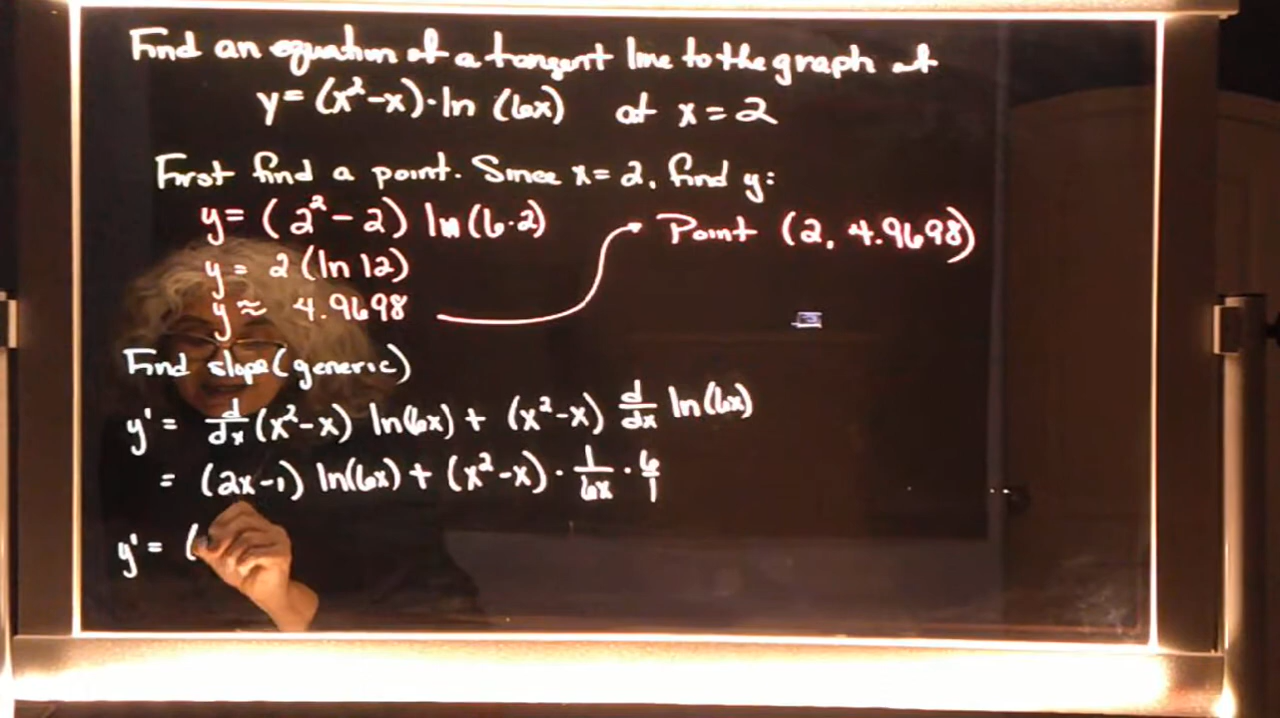 Find an equation of a tangent line to the graph at
y = (x²-x)·ln (6x) at x = 2
First find a point. Since x = 2, find y:
y = (2² - 2) ln (6·2)
Point (2, 4.9698)
y = 2 (ln 12)
y ≈ 4.9698
Find slope (generic)
y' = d/dx (x²-x) ln(6x) + (x²-x) d/dx ln(6x)
= (2x-1) ln(6x) + (x²-x) · 1/6x · 6/1
y' = (